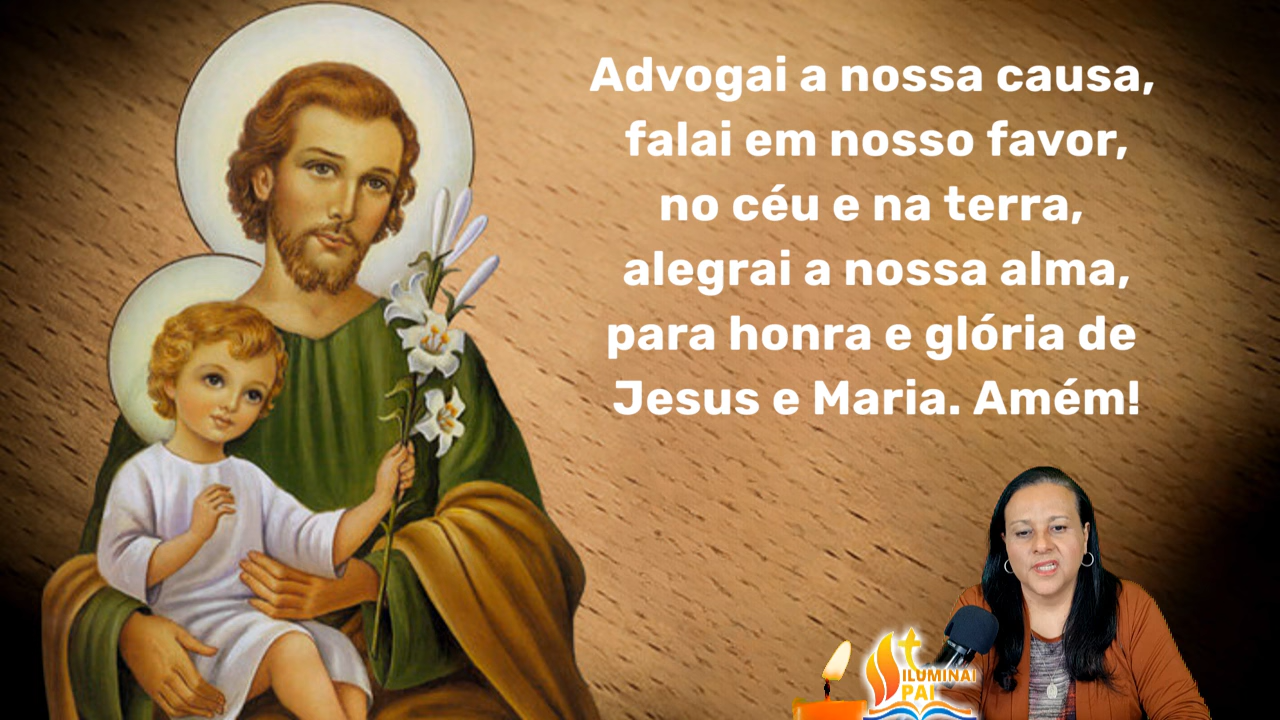 Advogai a nossa causa,
falai em nosso favor,
no céu e na terra,
alegrai a nossa alma,
para honra e glória de
Jesus e Maria. Amém!
ILUMINAI
PAI